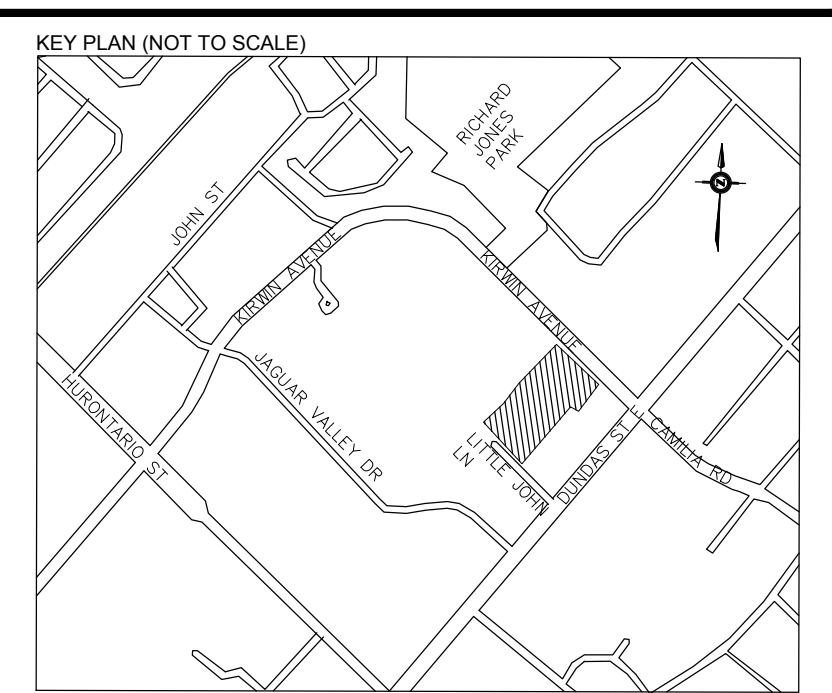 KEY PLAN (NOT TO SCALE)
RICHARD
JONES
PARK
JOHN ST
KIRWIN AVENUE
KIRWIN AVENUE
JAGUAR VALLEY DR
HURONTARIO ST
LITTLE JOHN
LN
DUNDAS ST E
CAMILIA RD
N